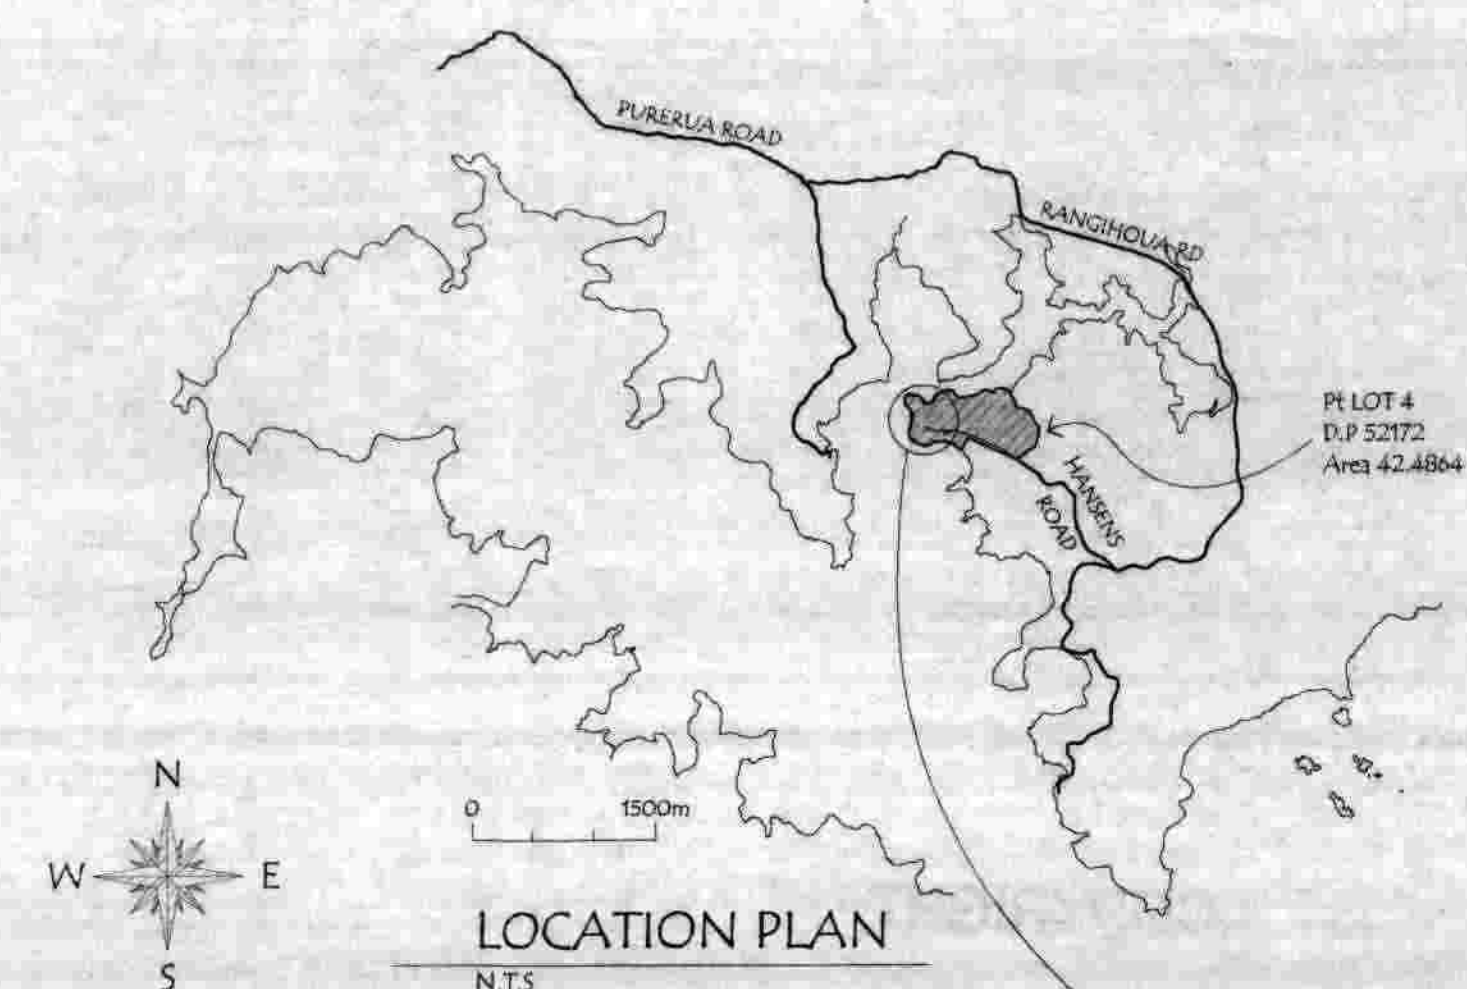 PURERUA ROAD
RANGIHOUA RD
Pt LOT 4
D.P 52172
Area 42.4864
HANSENS
ROAD
N
W
E
S
0
1500m
LOCATION PLAN
N.T.S